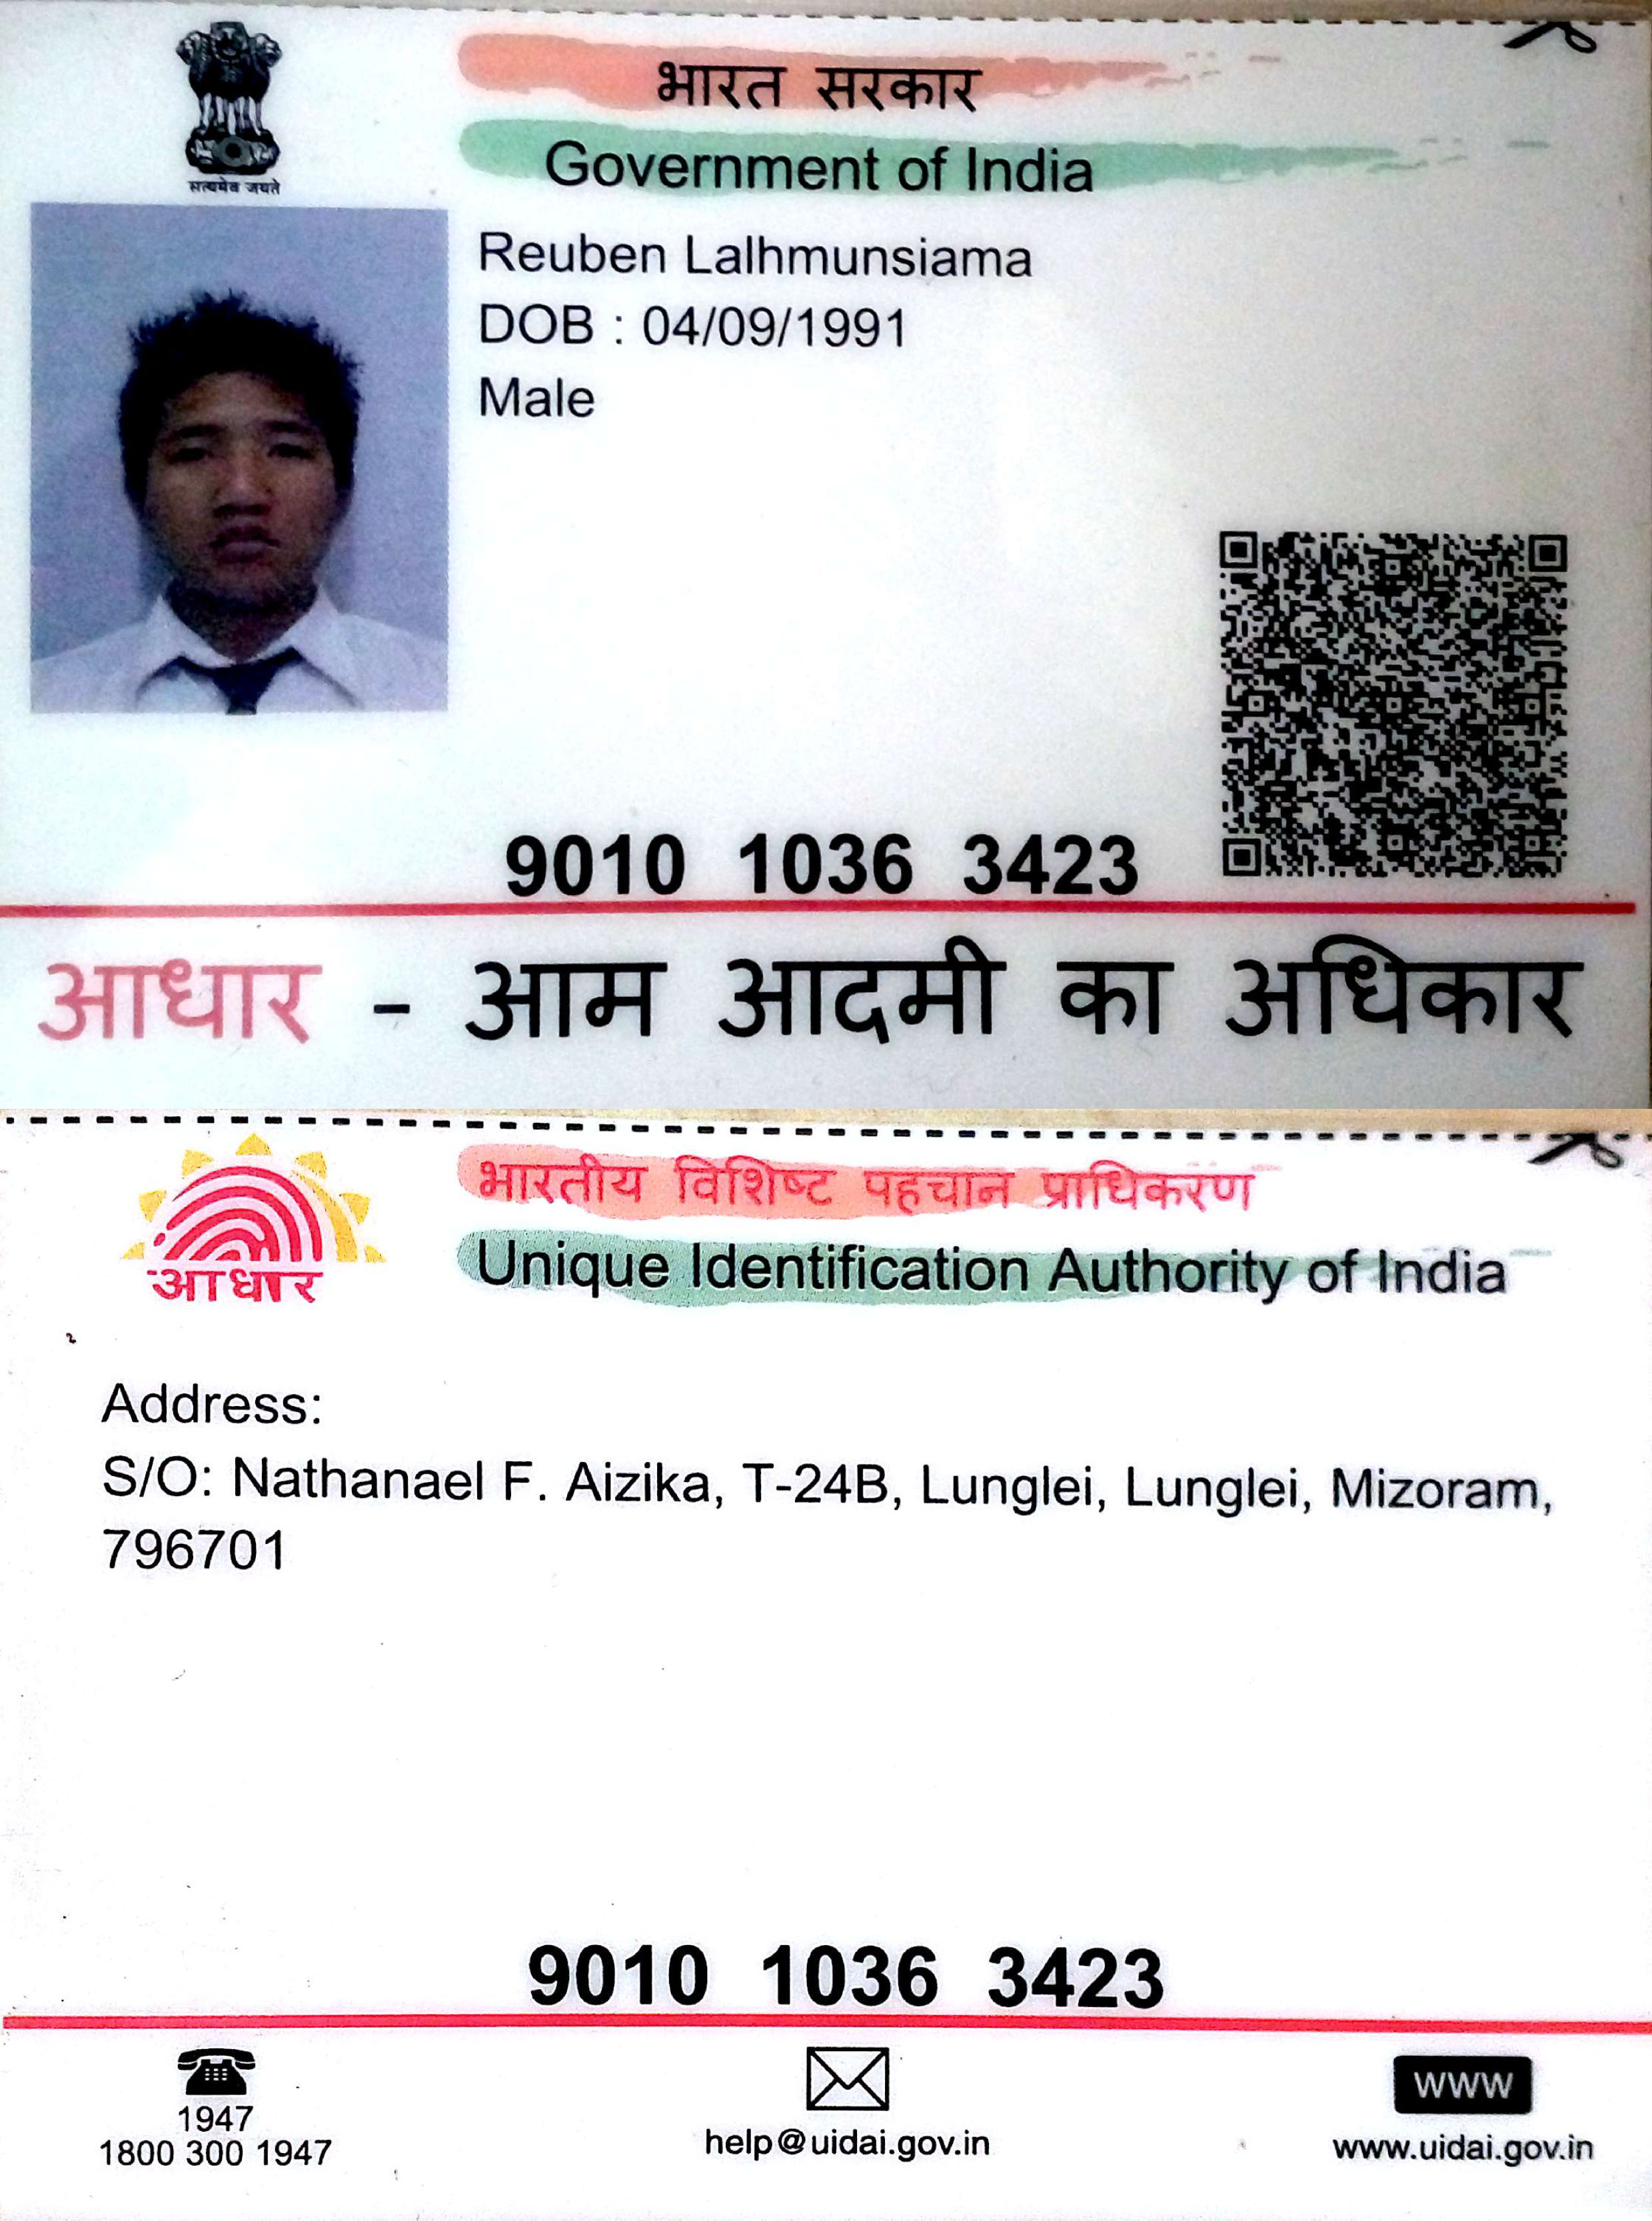 सत्यमेव जयते
भारत सरकार
Government of India
Reuben Lalhmunsiama
DOB : 04/09/1991
Male
9010 1036 3423
आधार - आम आदमी का अधिकार
आधार
भारतीय विशिष्ट पहचान प्राधिकरण
Unique Identification Authority of India
Address:
S/O: Nathanael F. Aizika, T-24B, Lunglei, Lunglei, Mizoram,
796701
9010 1036 3423
1947
1800 300 1947
help@uidai.gov.in
www
www.uidai.gov.in